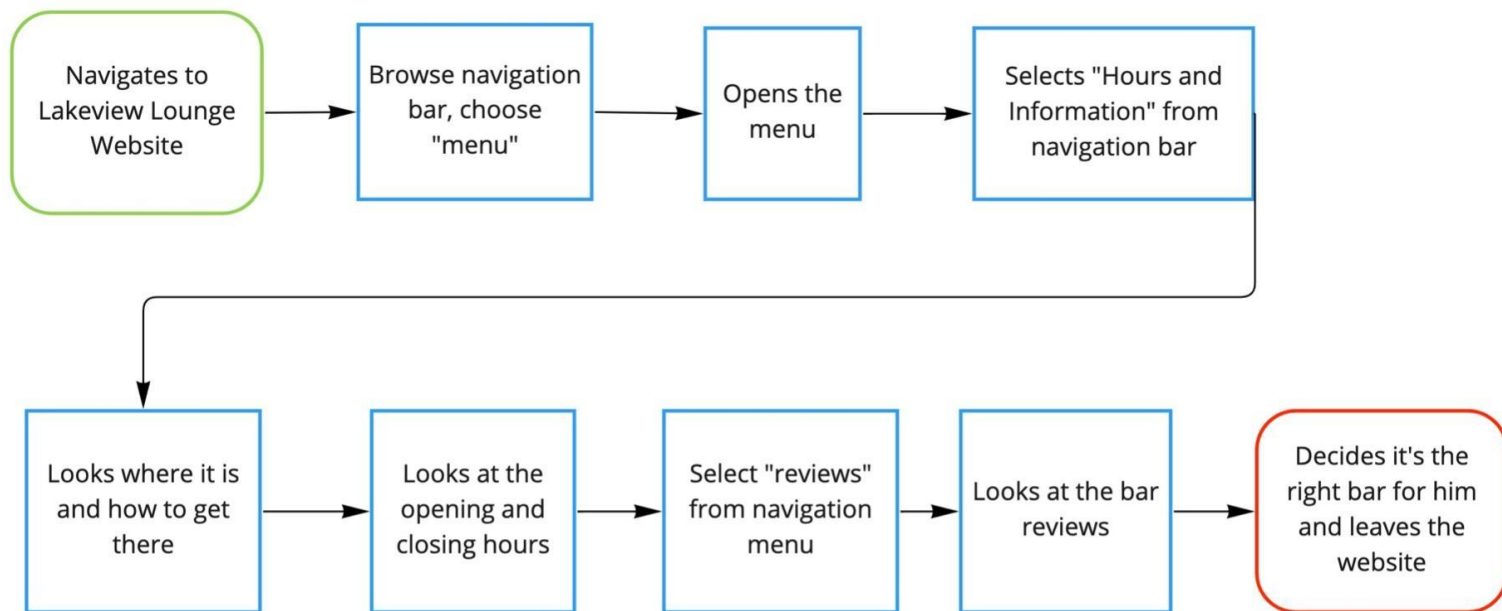 Navigates to
Lakeview Lounge
Website
Browse navigation
bar, choose
"menu"
Opens the
menu
Selects "Hours and
Information" from
navigation bar
Looks where it is
and how to get
there
Looks at the
opening and
closing hours
Select "reviews"
from navigation
menu
Looks at the bar
reviews
Decides it's the
right bar for him
and leaves the
website